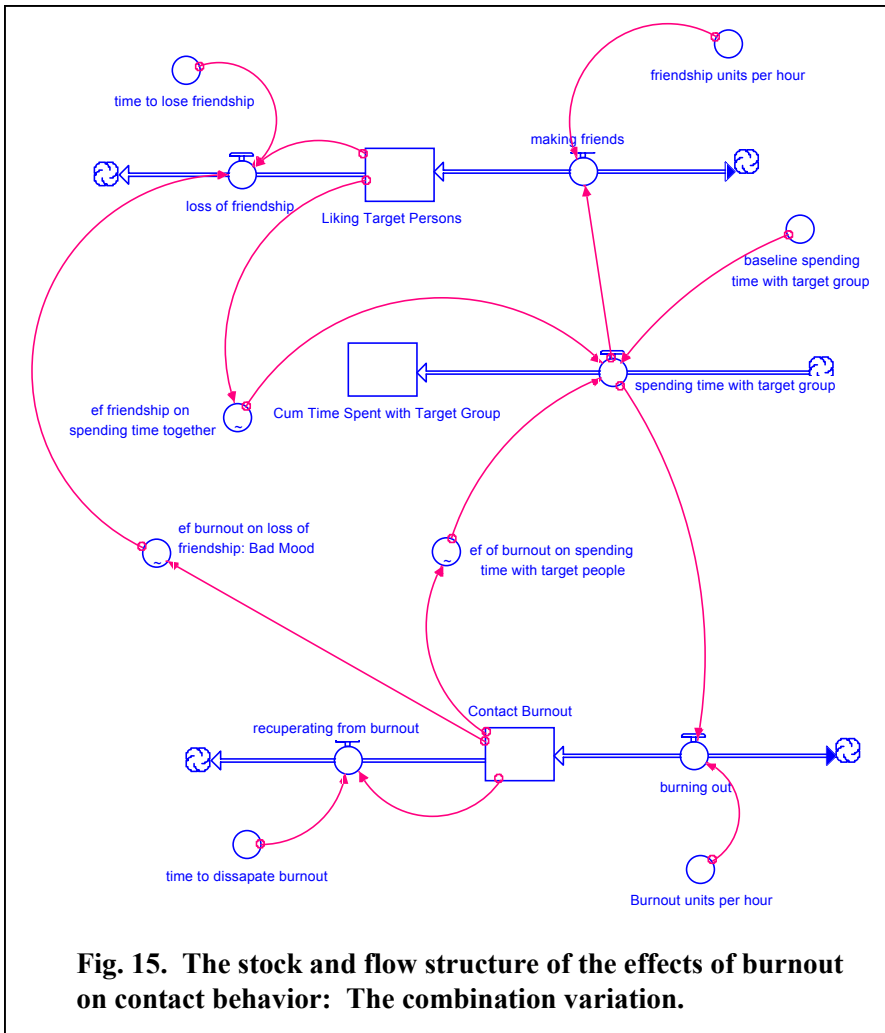 friendship units per hour
time to lose friendship
making friends
loss of friendship
Liking Target Persons
baseline spending
time with target group
spending time with target group
Cum Time Spent with Target Group
ef friendship on
spending time together
~
ef burnout on loss of
friendship: Bad Mood
~
ef of burnout on spending
time with target people
~
Contact Burnout
recuperating from burnout
burning out
time to dissapate burnout
Burnout units per hour
Fig. 15. The stock and flow structure of the effects of burnout
on contact behavior: The combination variation.